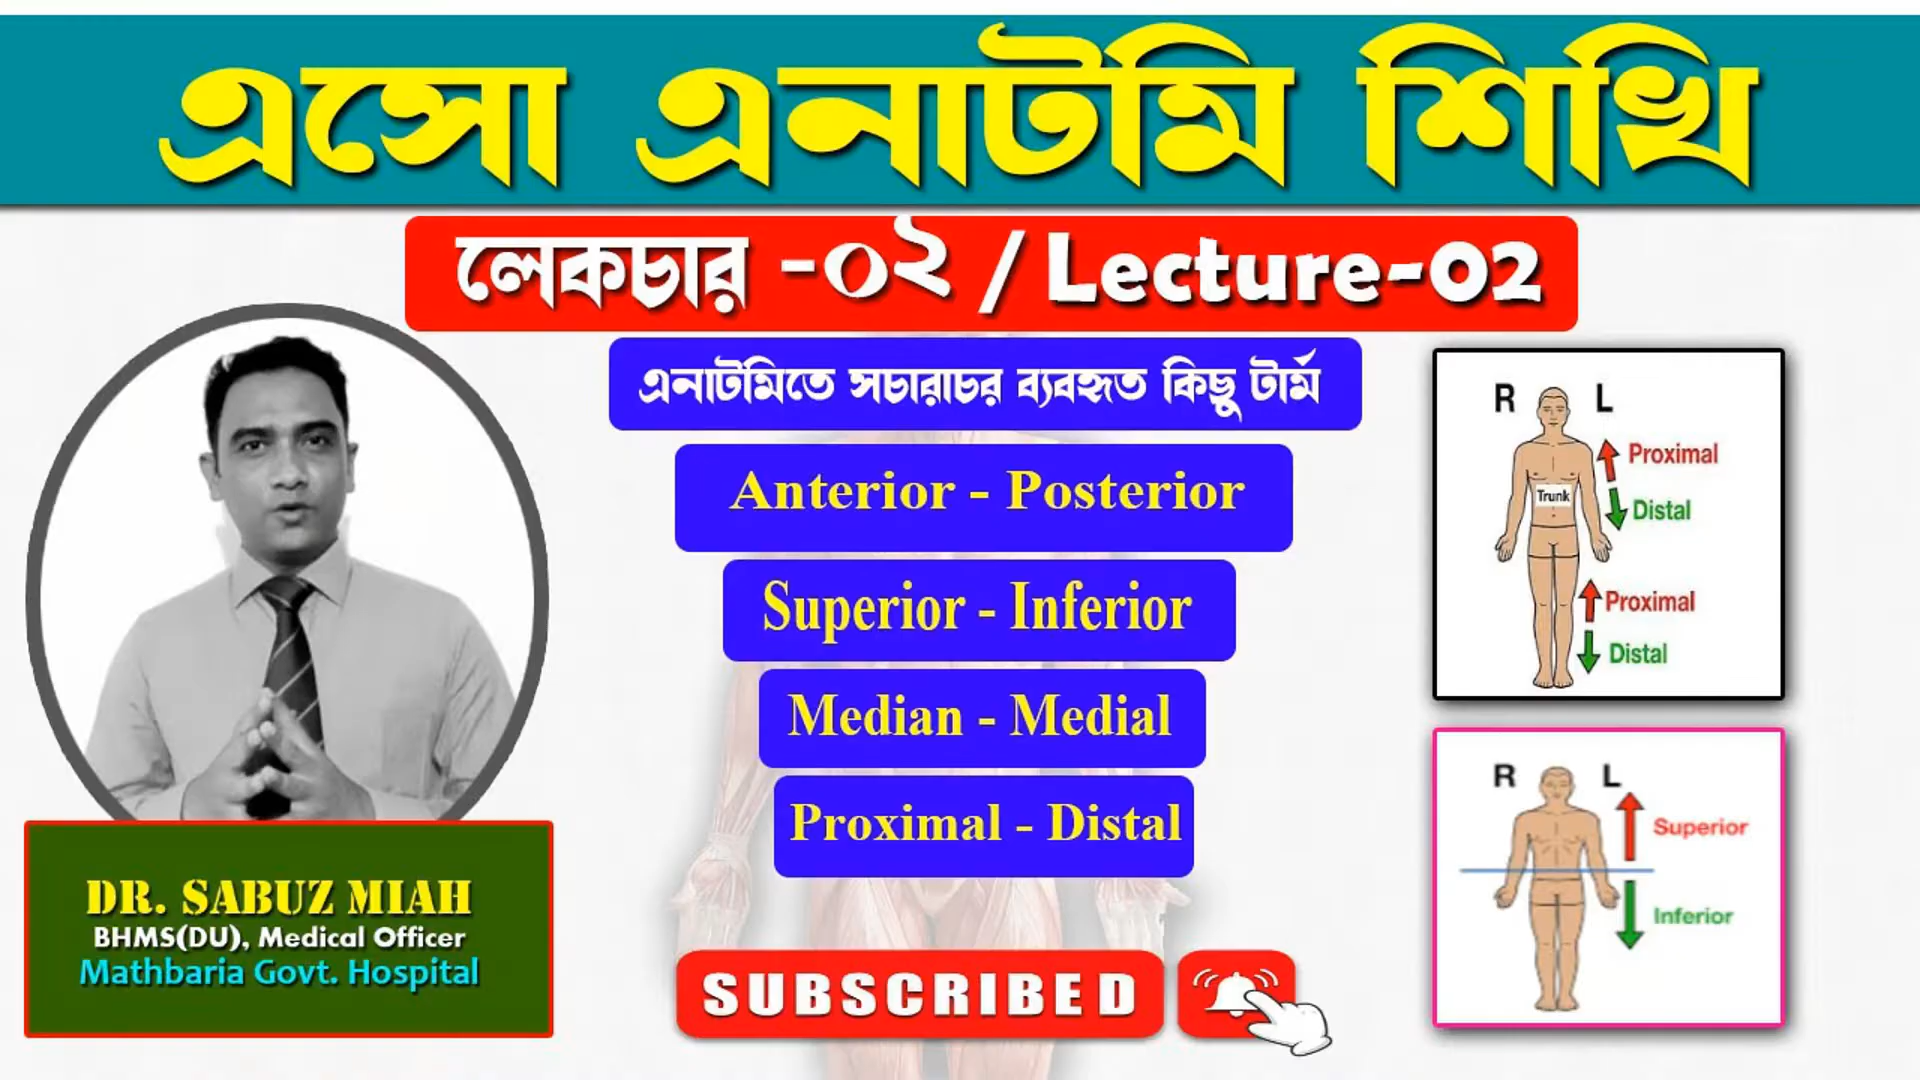 এসো এনাটমি শিখি
লেকচার -০২ / Lecture-02
এনাটমিতে সচারাচর ব্যবহৃত কিছু টার্ম
Anterior - Posterior
Superior - Inferior
Median - Medial
Proximal - Distal
DR. SABUZ MIAH
BHMS(DU), Medical Officer
Mathbaria Govt. Hospital
SUBSCRIBED
R L
Proximal
Trunk
Distal
Proximal
Distal
R L
Superior
Inferior